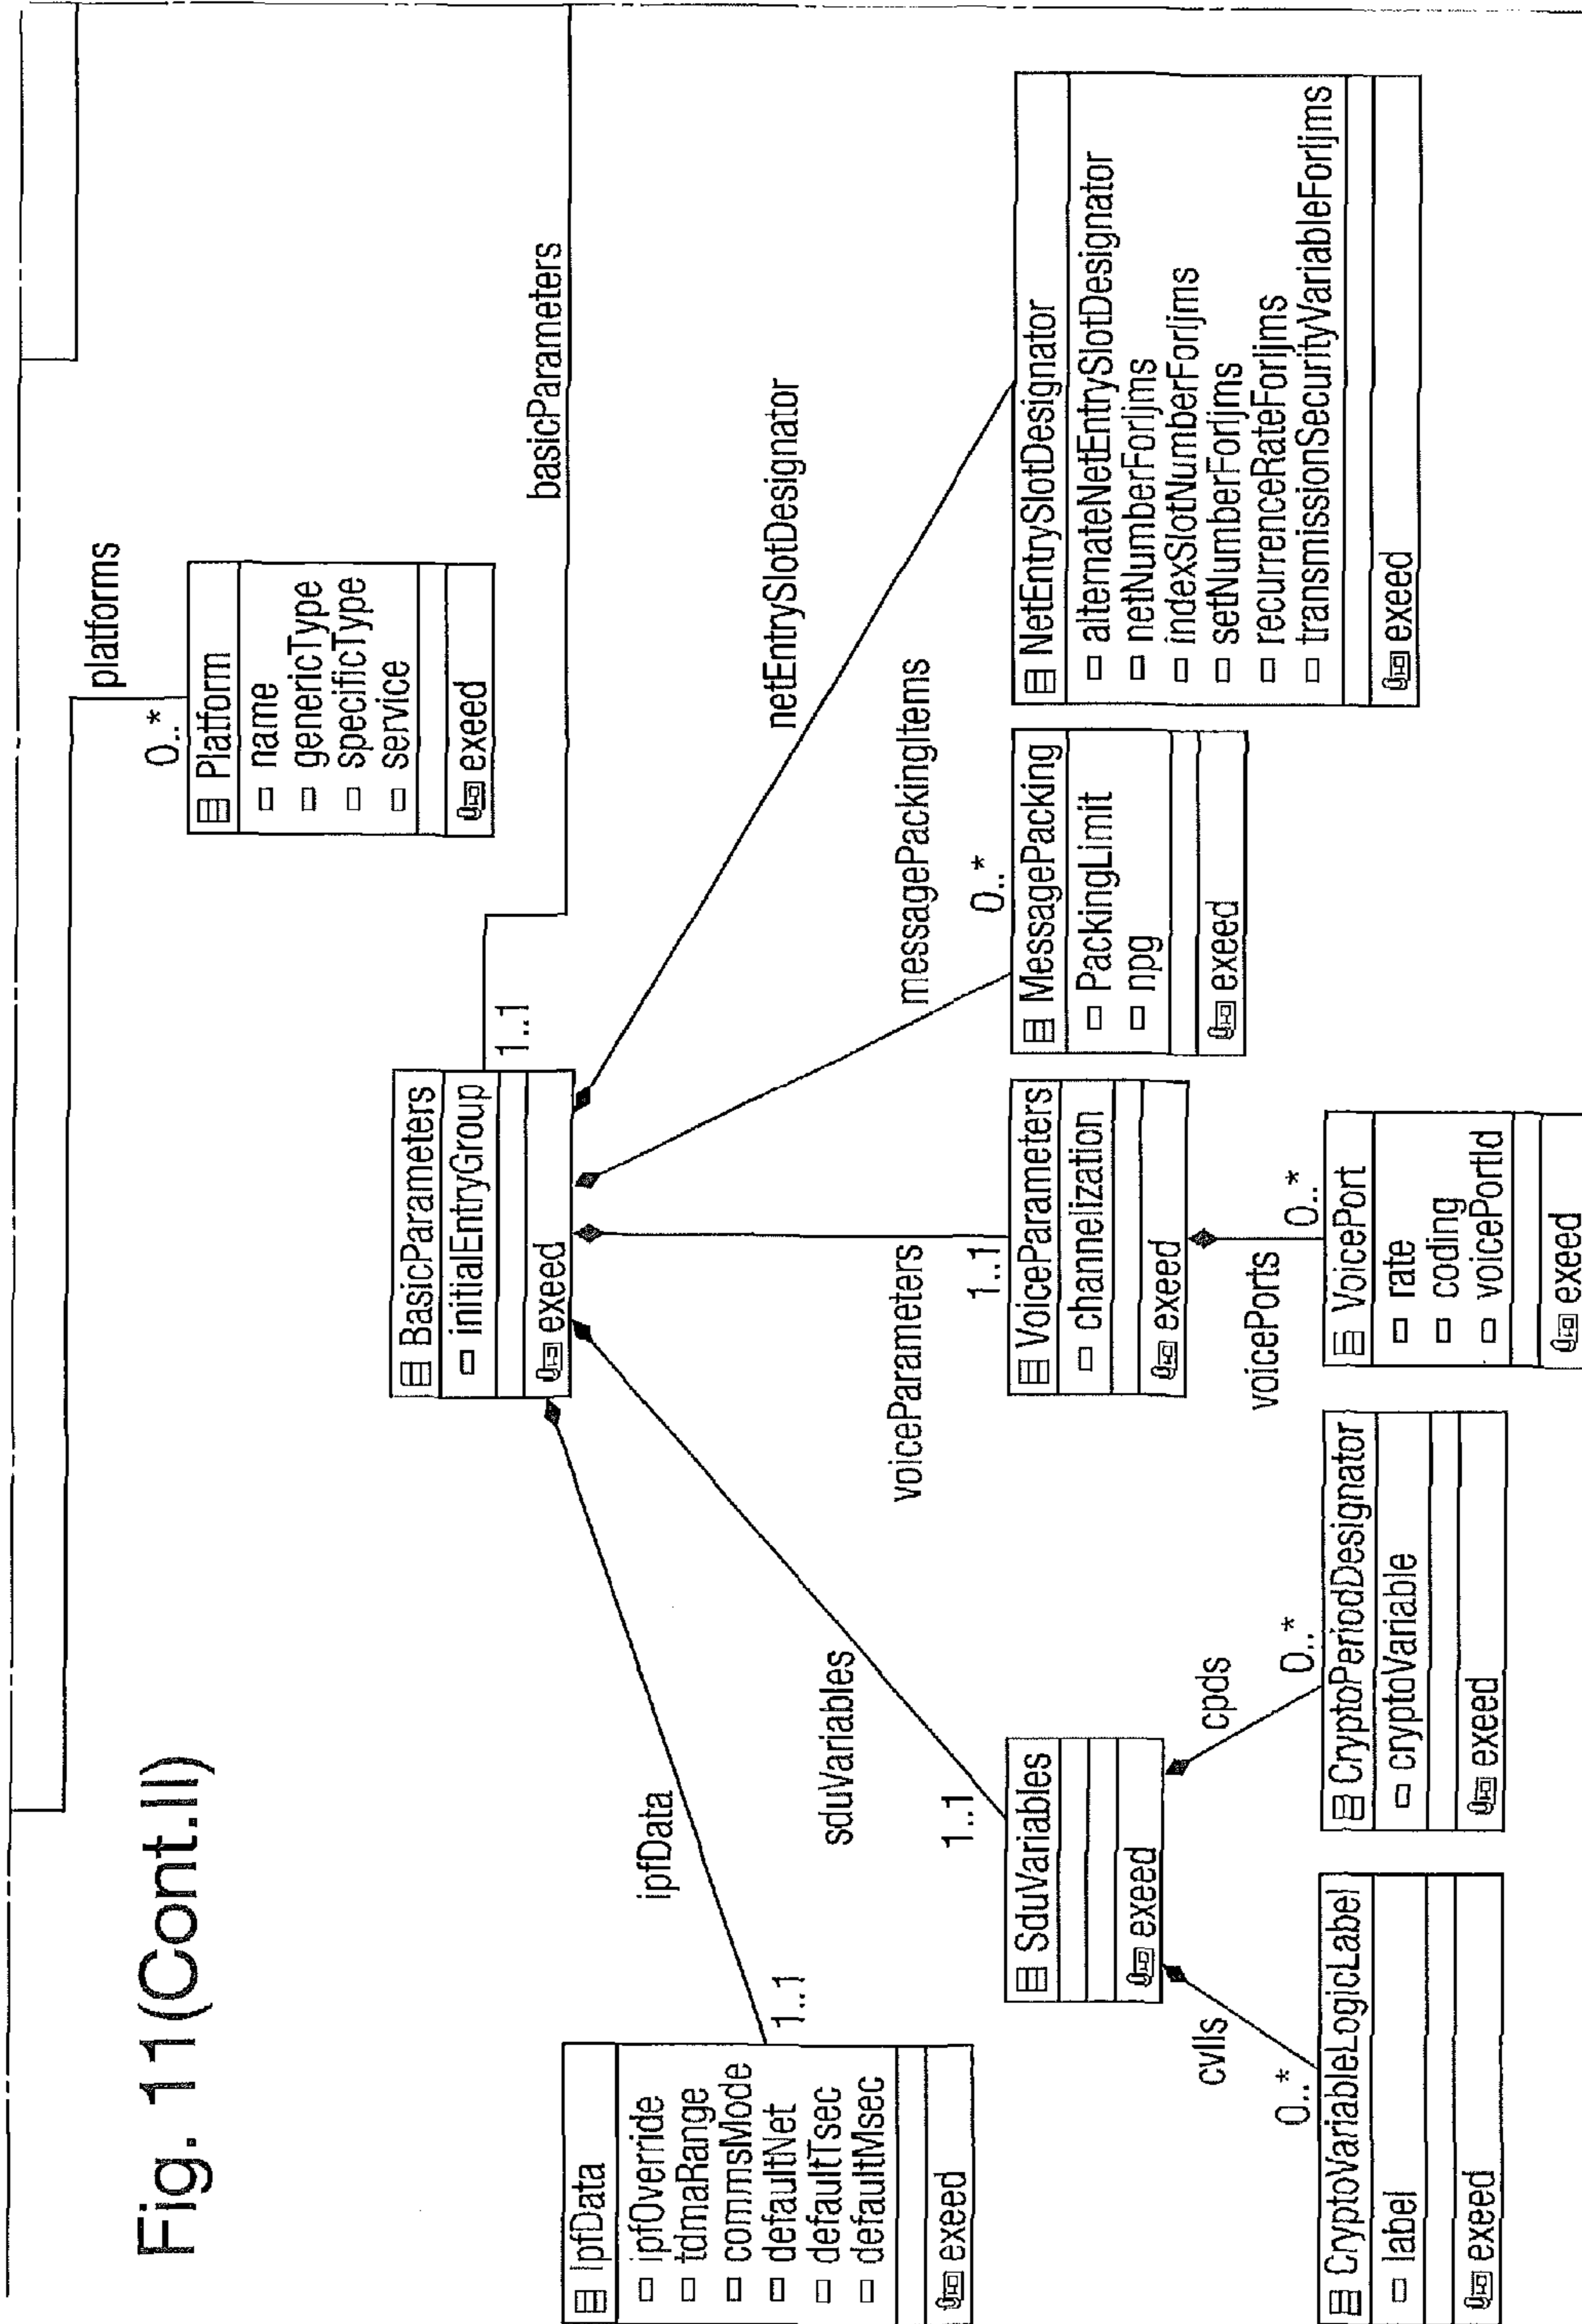 Fig. 11(Cont.II)
platforms
0..*
Platform
name
genericType
specificType
service
exeed
basicParameters
1..1
BasicParameters
initialEntryGroup
exeed
ipfData
1..1
IpfData
ipfOverride
tdmaRange
commsMode
defaultNet
defaultTsec
defaultMsec
exeed
sduVariables
1..1
SduVariables
exeed
cvlls
0..*
CryptoVariableLogicLabel
label
exeed
cpds
0..*
CryptoPeriodDesignator
cryptoVariable
exeed
voiceParameters
1..1
VoiceParameters
channelization
exeed
voicePorts
0..*
VoicePort
rate
coding
voicePortId
exeed
messagePackingItems
0..*
MessagePacking
PackingLimit
npg
exeed
netEntrySlotDesignator
NetEntrySlotDesignator
alternateNetEntrySlotDesignator
netNumberForIjms
indexSlotNumberForIjms
setNumberForIjms
recurrenceRateForIjms
transmissionSecurityVariableForIjms
exeed